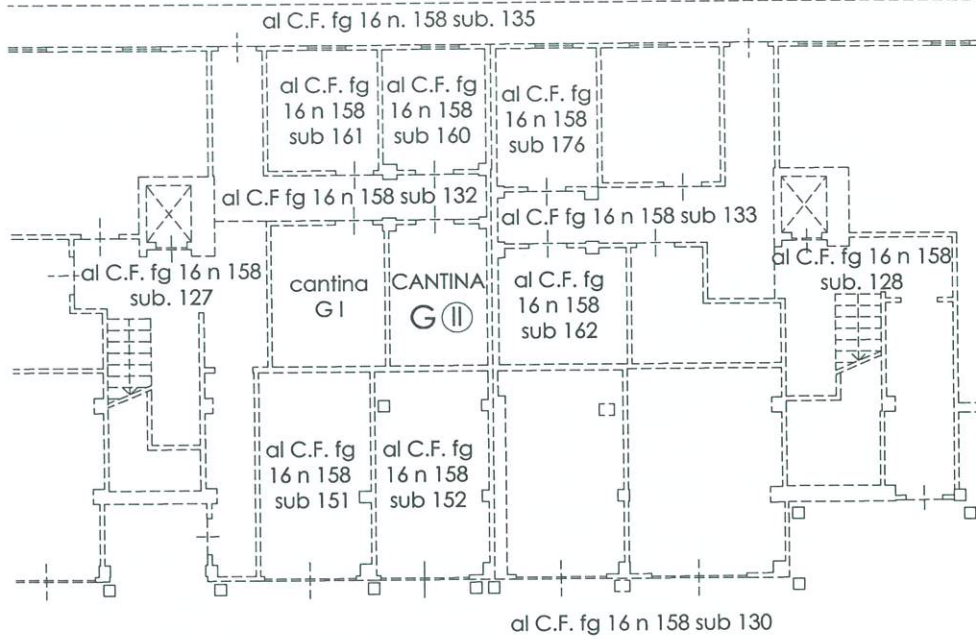 al C.F. fg 16 n. 158 sub. 135
al C.F. fg
16 n 158
sub 161
al C.F. fg
16 n 158
sub 160
al C.F. fg
16 n 158
sub 176
al C.F fg 16 n 158 sub 132
al C.F fg 16 n 158 sub 133
al C.F. fg 16 n 158
sub. 127
cantina
G I
CANTINA
G II
al C.F. fg
16 n 158
sub 162
al C.F. fg 16 n 158
sub. 128
al C.F. fg
16 n 158
sub 151
al C.F. fg
16 n 158
sub 152
al C.F. fg 16 n 158 sub 130